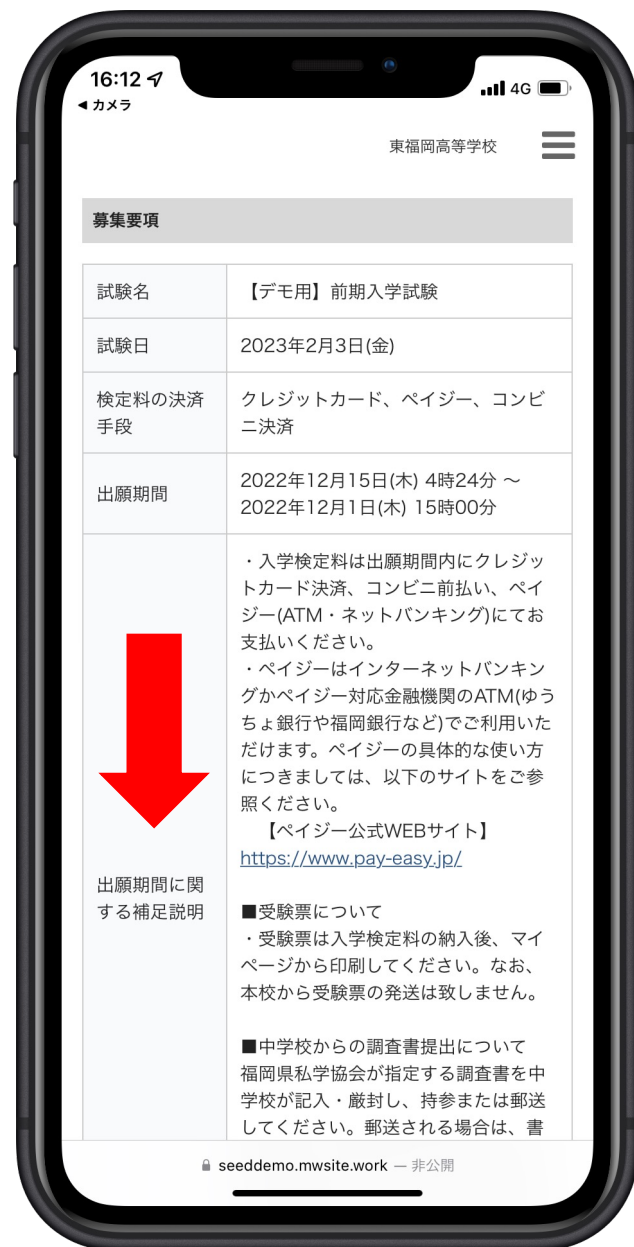 16:12
4G
◀ カメラ
東福岡高等学校
募集要項
試験名
【デモ用】前期入学試験
試験日
2023年2月3日(金)
検定料の決済
手段
クレジットカード、ペイジー、コンビ
ニ決済
出願期間
2022年12月15日(木) 4時24分 ～
2022年12月1日(木) 15時00分
出願期間に関
する補足説明
・入学検定料は出願期間内にクレジッ
トカード決済、コンビニ前払い、ペイ
ジー(ATM・ネットバンキング)にてお
支払いください。
・ペイジーはインターネットバンキン
グかペイジー対応金融機関のATM(ゆう
ちょ銀行や福岡銀行など)でご利用いた
だけます。ペイジーの具体的な使い方
につきましては、以下のサイトをご参
照ください。
【ペイジー公式WEBサイト】
https://www.pay-easy.jp/
■受験票について
・受験票は入学検定料の納入後、マイ
ページから印刷してください。なお、
本校から受験票の発送は致しません。
■中学校からの調査書提出について
福岡県私学協会が指定する調査書を中
学校が記入・厳封し、持参または郵送
してください。郵送される場合は、書
seeddemo.mwsite.work — 非公開